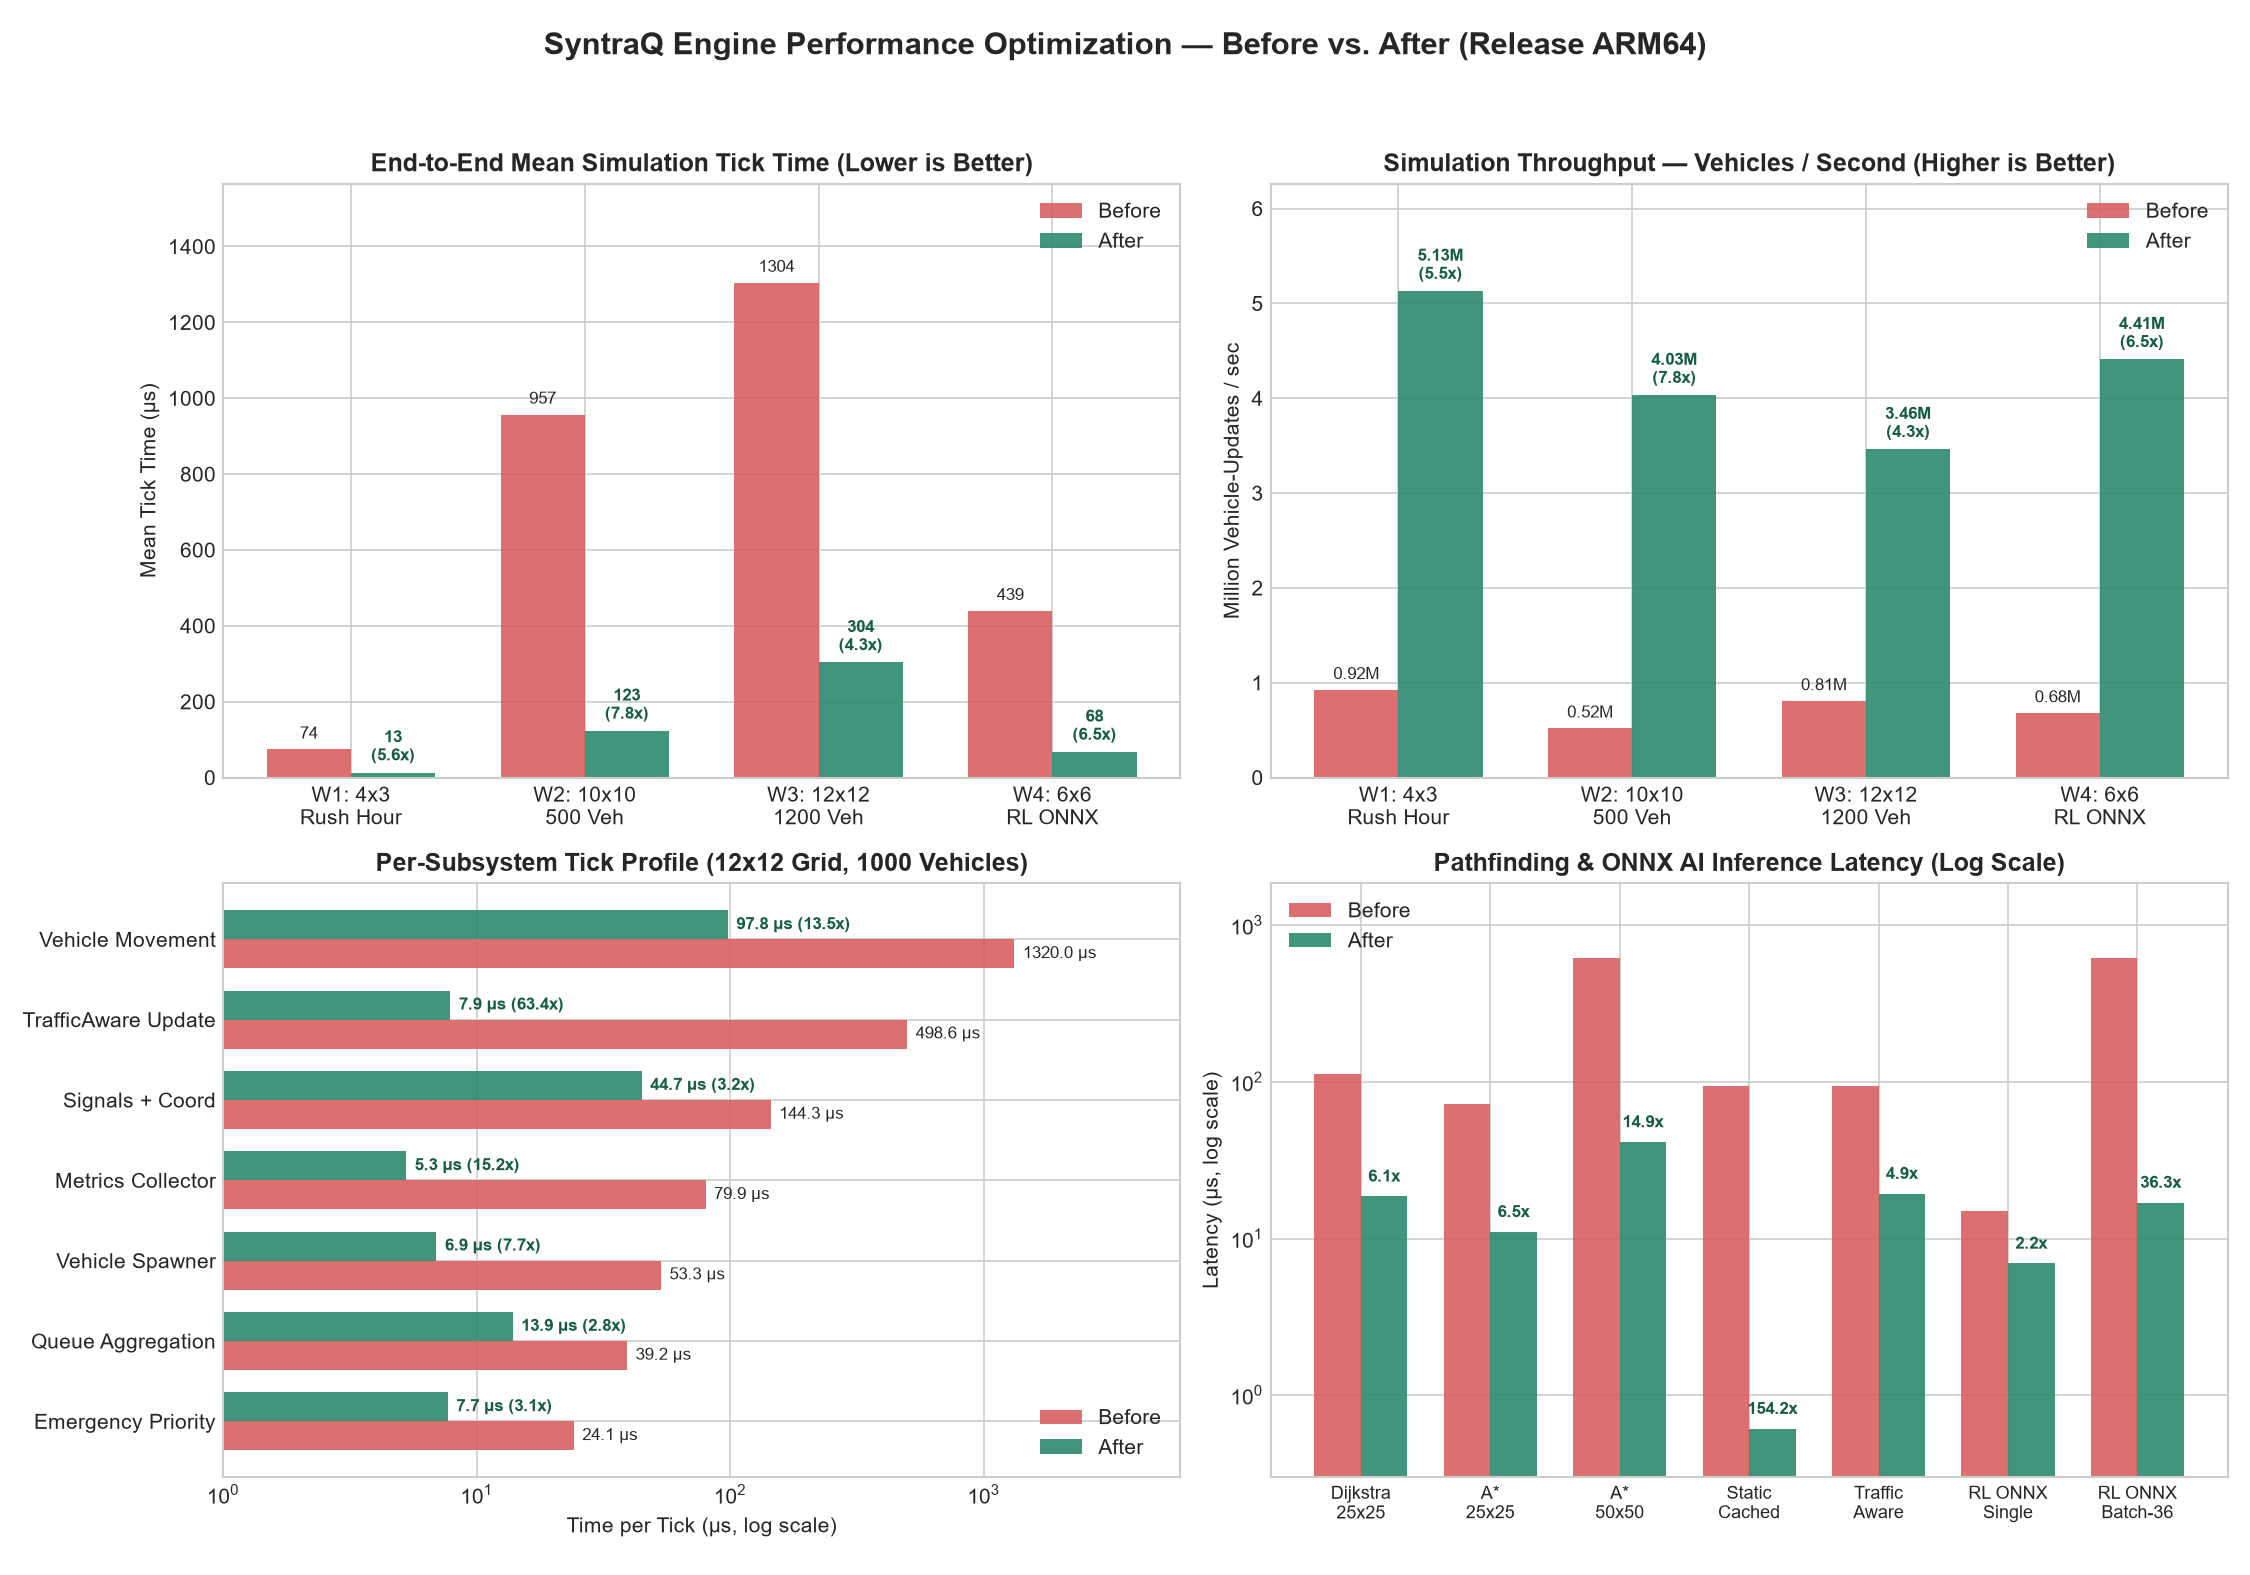 SyntraQ Engine Performance Optimization — Before vs. After (Release ARM64)
End-to-End Mean Simulation Tick Time (Lower is Better)
Mean Tick Time (µs)
1400
1200
1000
800
600
400
200
0
Before
After
74
13
(5.6x)
957
123
(7.8x)
1304
304
(4.3x)
439
68
(6.5x)
W1: 4x3
Rush Hour
W2: 10x10
500 Veh
W3: 12x12
1200 Veh
W4: 6x6
RL ONNX
Simulation Throughput — Vehicles / Second (Higher is Better)
Million Vehicle-Updates / sec
6
5
4
3
2
1
0
Before
After
0.92M
5.13M
(5.5x)
0.52M
4.03M
(7.8x)
0.81M
3.46M
(4.3x)
0.68M
4.41M
(6.5x)
W1: 4x3
Rush Hour
W2: 10x10
500 Veh
W3: 12x12
1200 Veh
W4: 6x6
RL ONNX
Per-Subsystem Tick Profile (12x12 Grid, 1000 Vehicles)
Vehicle Movement
97.8 µs (13.5x)
1320.0 µs
TrafficAware Update
7.9 µs (63.4x)
498.6 µs
Signals + Coord
44.7 µs (3.2x)
144.3 µs
Metrics Collector
5.3 µs (15.2x)
79.9 µs
Vehicle Spawner
6.9 µs (7.7x)
53.3 µs
Queue Aggregation
13.9 µs (2.8x)
39.2 µs
Emergency Priority
7.7 µs (3.1x)
24.1 µs
Before
After
10⁰ 10¹ 10² 10³
Time per Tick (µs, log scale)
Pathfinding & ONNX AI Inference Latency (Log Scale)
Latency (µs, log scale)
10³
10²
10¹
10⁰
Before
After
6.1x
6.5x
14.9x
154.2x
4.9x
2.2x
36.3x
Dijkstra
25x25
A*
25x25
A*
50x50
Static
Cached
Traffic
Aware
RL ONNX
Single
RL ONNX
Batch-36